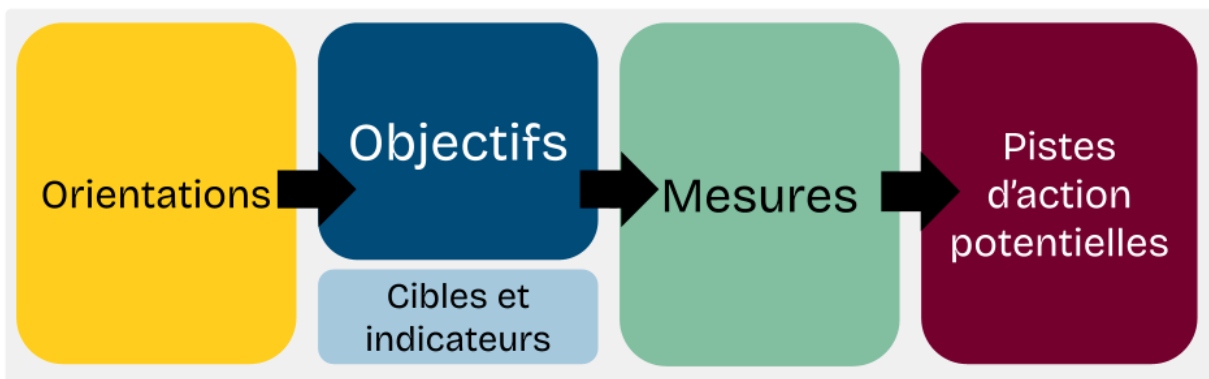 Orientations
Objectifs
Cibles et
indicateurs
Mesures
Pistes
d’action
potentielles